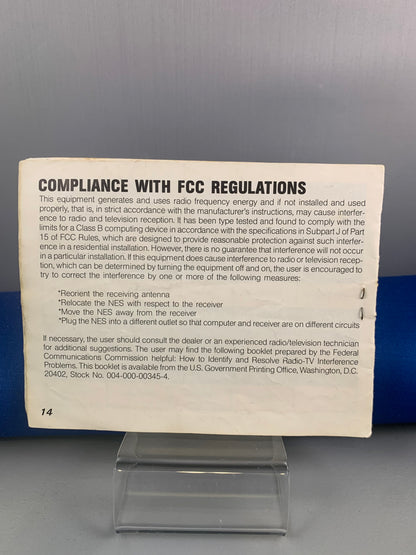 COMPLIANCE WITH FCC REGULATIONS
This equipment generates and uses radio frequency energy and if not installed and used
properly, that is, in strict accordance with the manufacturer's instructions, may cause interfer-
ence to radio and television reception. It has been type tested and found to comply with the
limits for a Class B computing device in accordance with the specifications in Subpart J of Part
15 of FCC Rules, which are designed to provide reasonable protection against such interfer-
ence in a residential installation. However, there is no guarantee that interference will not occur
in a particular installation. If this equipment does cause interference to radio or television recep-
tion, which can be determined by turning the equipment off and on, the user is encouraged to
try to correct the interference by one or more of the following measures:
*Reorient the receiving antenna
*Relocate the NES with respect to the receiver
*Move the NES away from the receiver
*Plug the NES into a different outlet so that computer and receiver are on different circuits
If necessary, the user should consult the dealer or an experienced radio/television technician
for additional suggestions. The user may find the following booklet prepared by the Federal
Communications Commission helpful: How to Identify and Resolve Radio-TV Interference
Problems. This booklet is available from the U.S. Government Printing Office, Washington, D.C.
20402, Stock No. 004-000-00345-4.
14